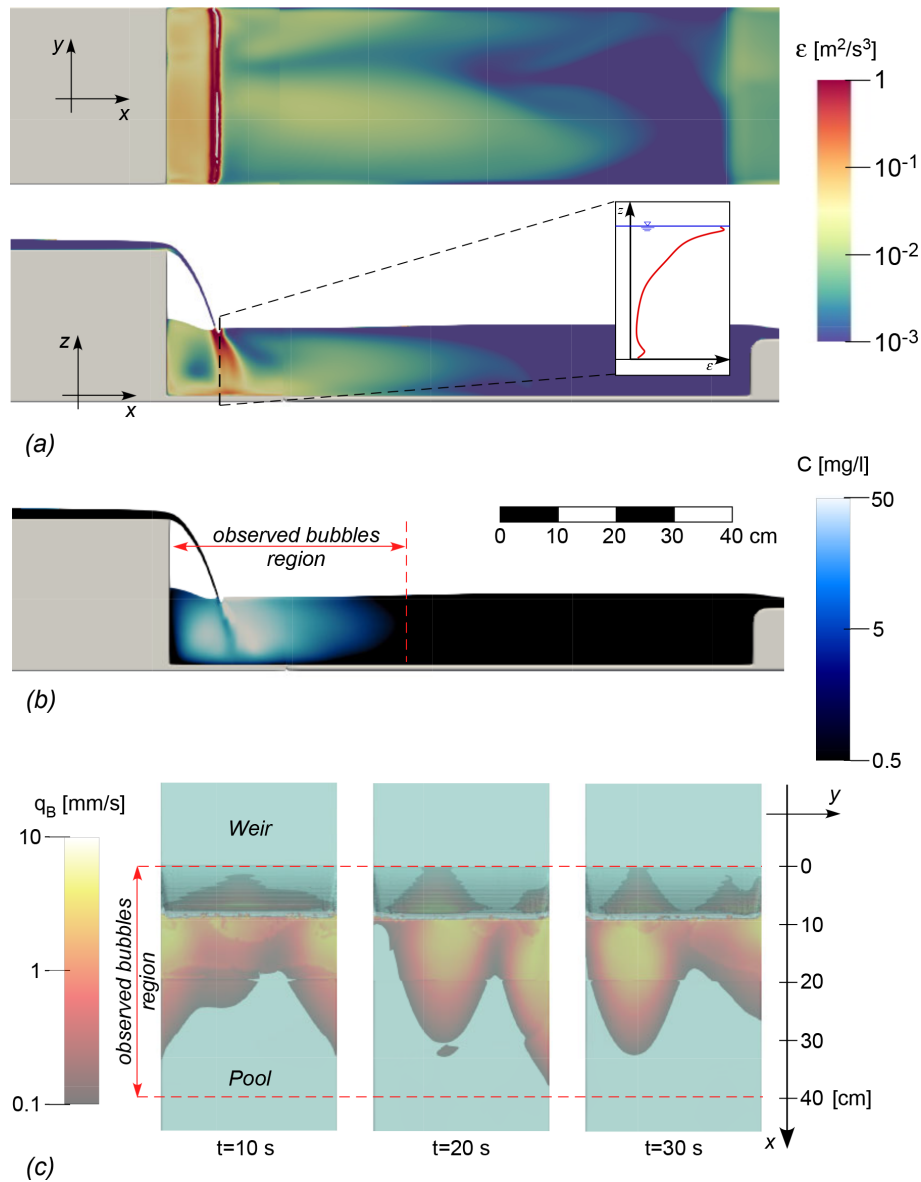 y
x
ε [m²/s³]
1
10⁻¹
10⁻²
10⁻³
z
x
z
ε
(a)
C [mg/l]
50
5
0.5
observed bubbles
region
0 10 20 30 40 cm
(b)
q_B [mm/s]
10
1
0.1
observed bubbles
region
Weir
Pool
y
0
10
20
30
40 [cm]
x
t=10 s t=20 s t=30 s
(c)